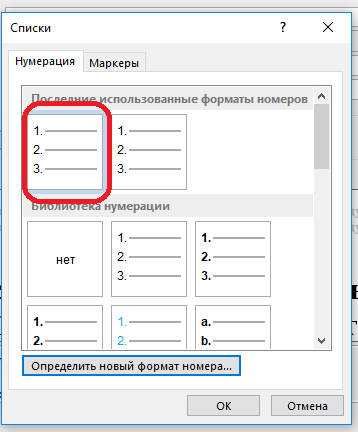 Списки
?
Нумерация
Маркеры
Последние использованные форматы номеров
1. 1.
2. 2.
3. 3.
Библиотека нумерации
нет
1. 1.
2. 2.
3. 3.
1. 1. a.
2. 2. b.
Определить новый формат номера...
ОК
Отмена